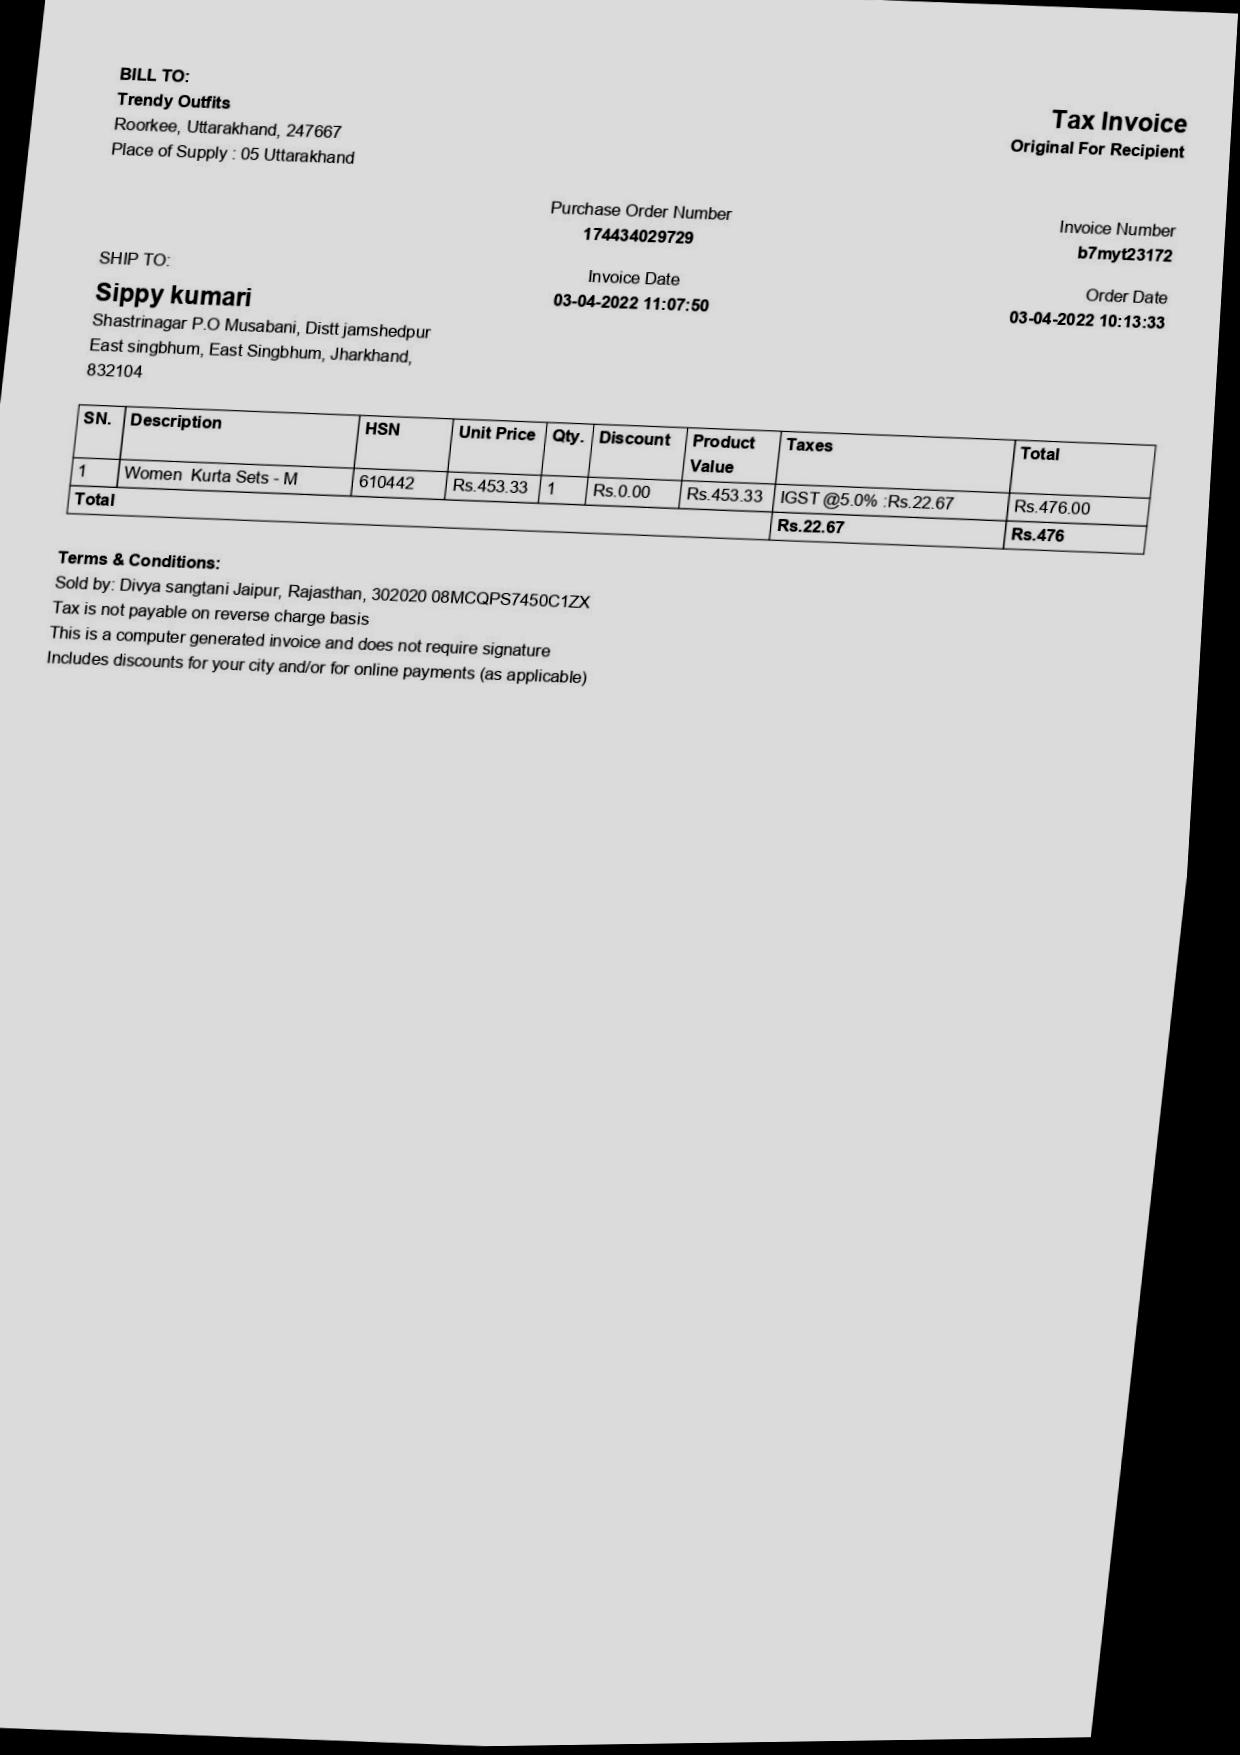 BILL TO:
Trendy Outfits
Roorkee, Uttarakhand, 247667
Place of Supply : 05 Uttarakhand
Tax Invoice
Original For Recipient
Purchase Order Number
174434029729
Invoice Number
b7myt23172
Invoice Date
03-04-2022 11:07:50
Order Date
03-04-2022 10:13:33
SHIP TO:
Sippy kumari
Shastrinagar P.O Musabani, Distt jamshedpur
East singbhum, East Singbhum, Jharkhand,
832104
SN. Description HSN Unit Price Qty. Discount Product Value Taxes Total
1 Women  Kurta Sets - M 610442 Rs.453.33 1 Rs.0.00 Rs.453.33 IGST @5.0% :Rs.22.67 Rs.476.00
Total Rs.22.67 Rs.476
Terms & Conditions:
Sold by: Divya sangtani Jaipur, Rajasthan, 302020 08MCQPS7450C1ZX
Tax is not payable on reverse charge basis
This is a computer generated invoice and does not require signature
Includes discounts for your city and/or for online payments (as applicable)